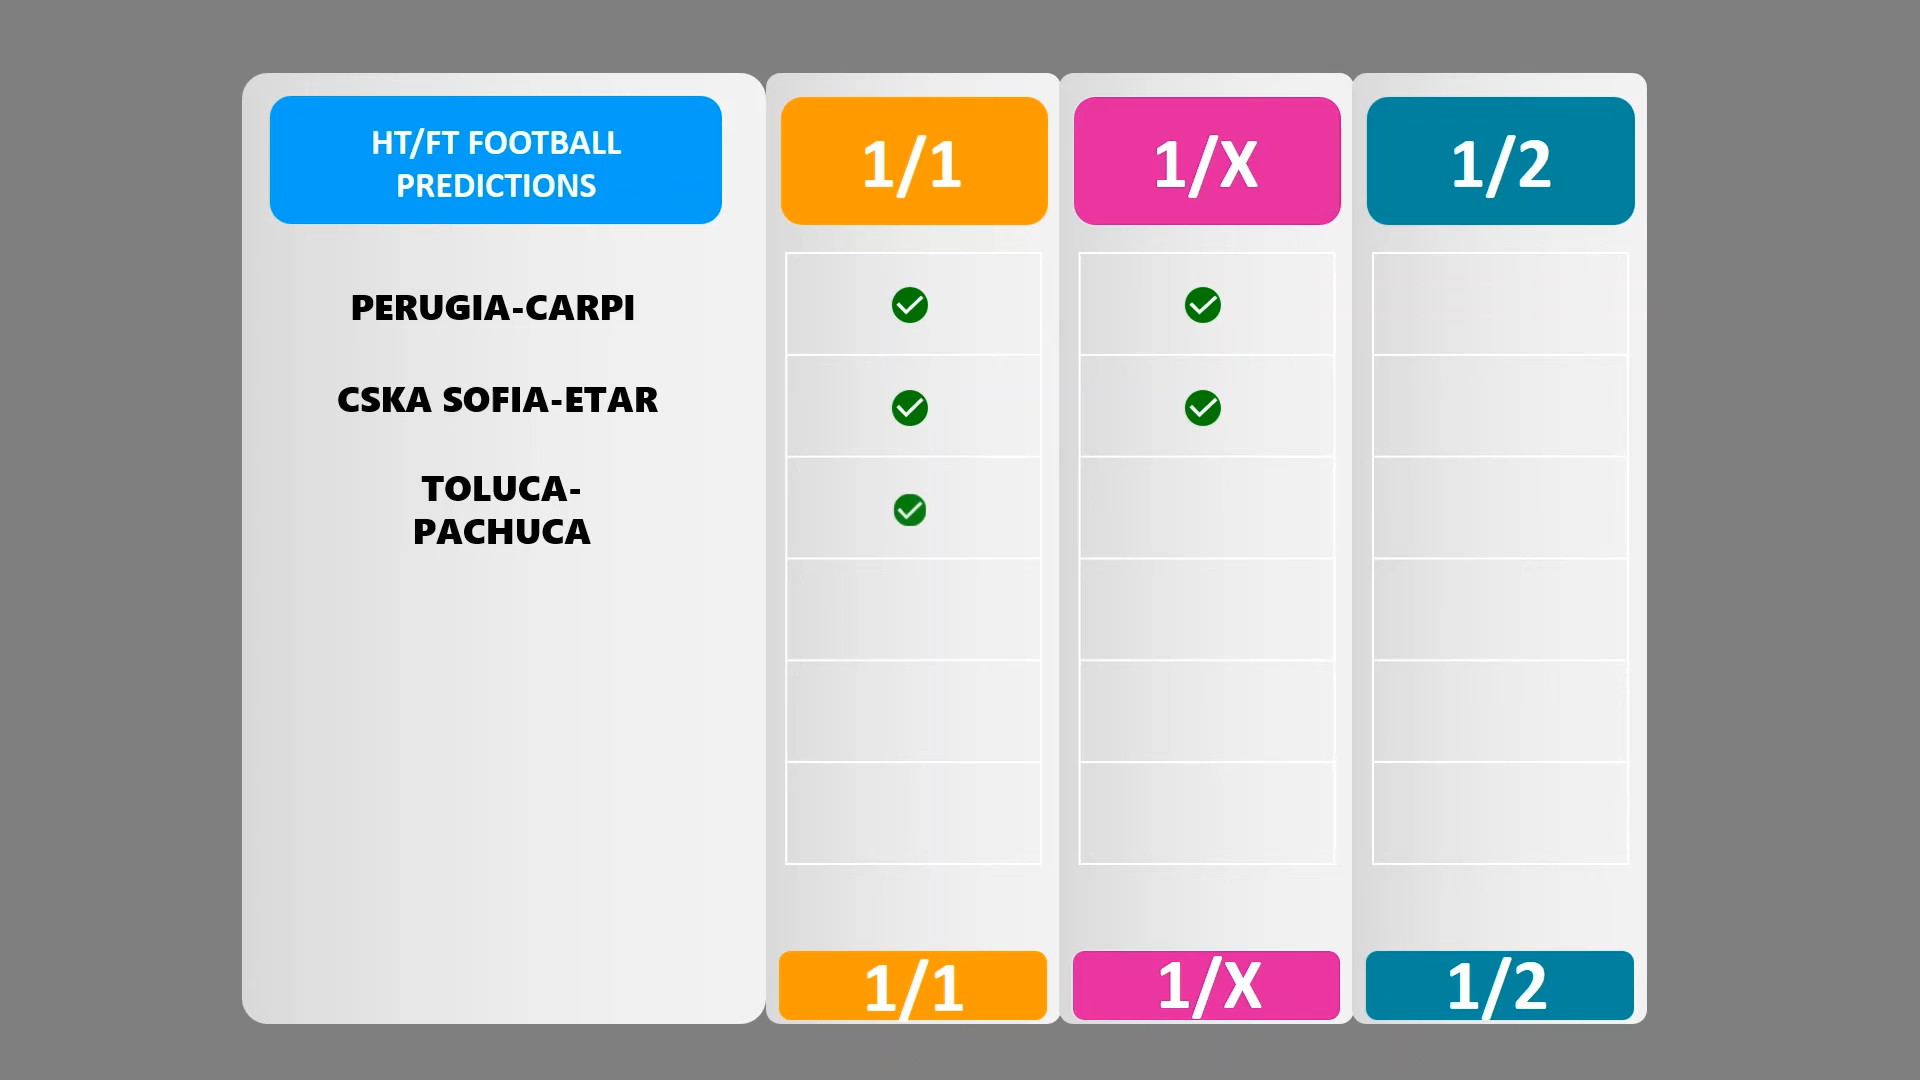 HT/FT FOOTBALL
PREDICTIONS
1/1
1/X
1/2
PERUGIA-CARPI
CSKA SOFIA-ETAR
TOLUCA-
PACHUCA
1/1
1/X
1/2